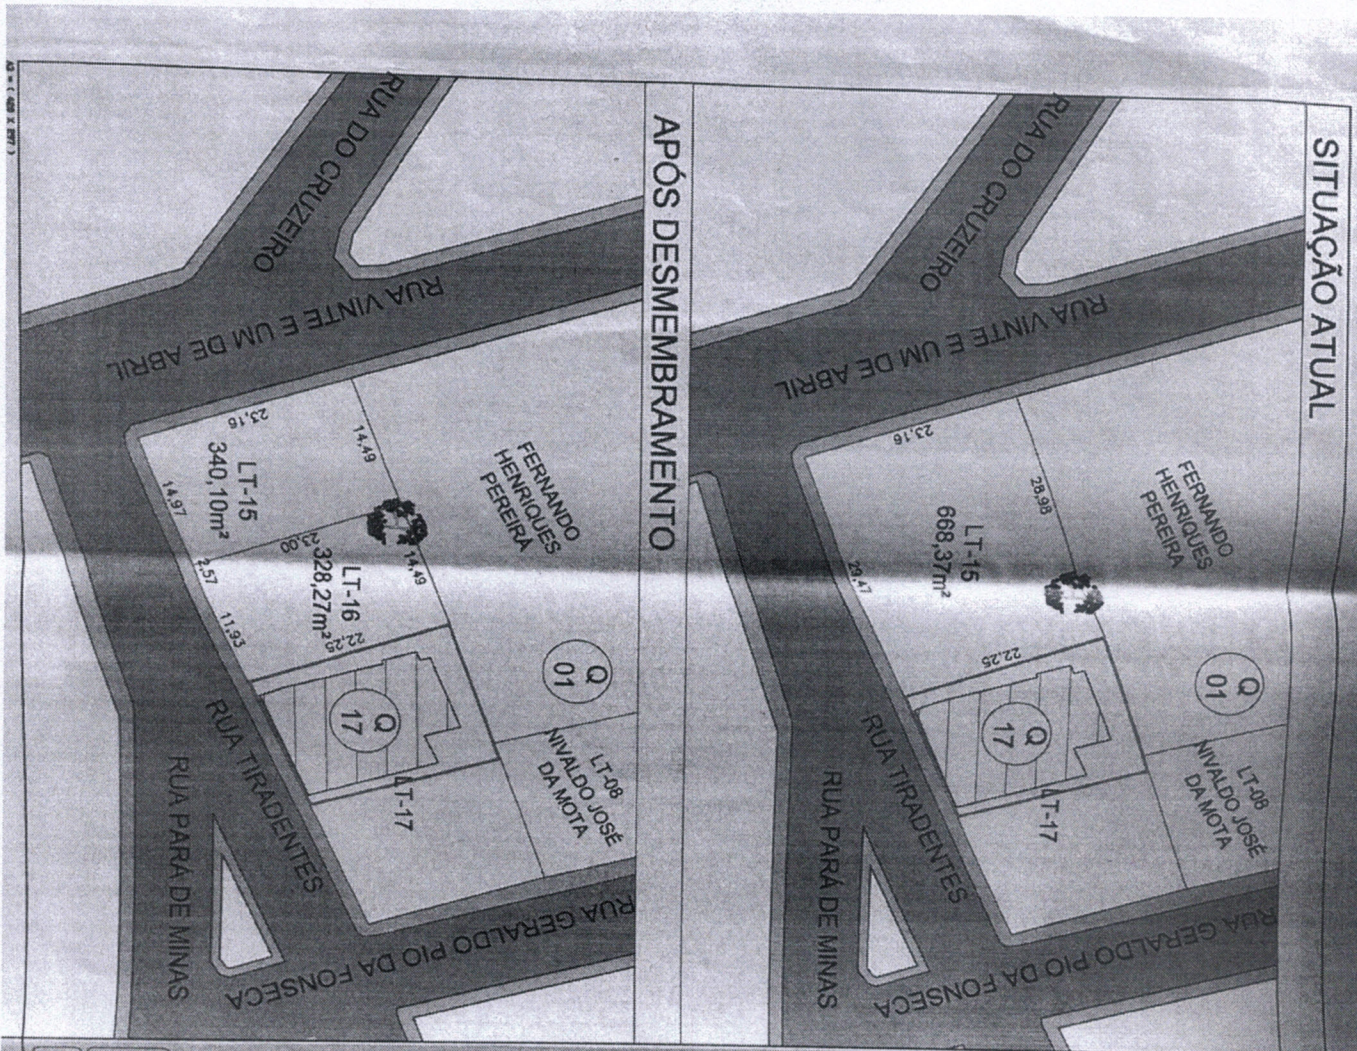 SITUAÇÃO ATUAL
RUA DO CRUZEIRO
RUA VINTE E UM DE ABRIL
23,16
28,98
FERNANDO
HENRIQUES
PEREIRA
LT-15
668,37m²
29,47
22,25
Q
01
Q
17
LT-17
LT-08
NIVALDO JOSÉ
DA MOTA
RUA TIRADENTES
RUA PARÁ DE MINAS
RUA GERALDO PIO DA FONSECA
APÓS DESMEMBRAMENTO
RUA DO CRUZEIRO
RUA VINTE E UM DE ABRIL
23,16
14,49
FERNANDO
HENRIQUES
PEREIRA
LT-15
340,10m²
14,97
23,00
14,49
LT-16
328,27m²
2,57
11,93
22,25
Q
01
Q
17
LT-17
LT-08
NIVALDO JOSÉ
DA MOTA
RUA TIRADENTES
RUA PARÁ DE MINAS
RUA GERALDO PIO DA FONSECA